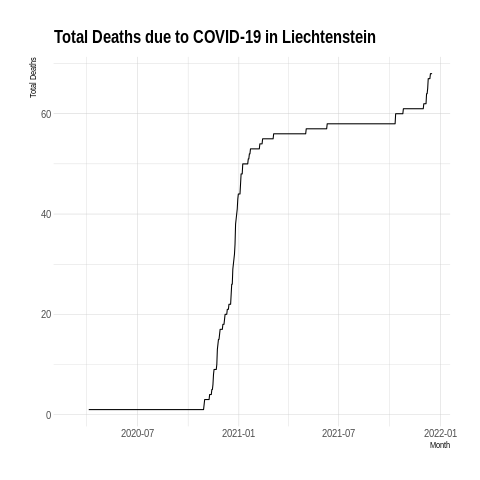 Total Deaths due to COVID-19 in Liechtenstein
Total Deaths
60
40
20
0
2020-07 2021-01 2021-07 2022-01
Month